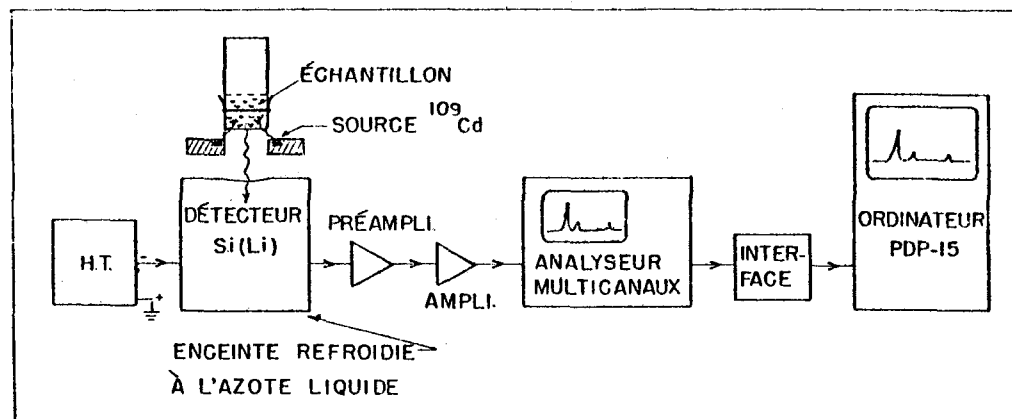 ÉCHANTILLON
SOURCE 109Cd
H.T.
- +
DÉTECTEUR
Si(Li)
PRÉAMPLI.
AMPLI.
ANALYSEUR
MULTICANAUX
INTER-
FACE
ORDINATEUR
PDP-15
ENCEINTE REFROIDIE
À L'AZOTE LIQUIDE